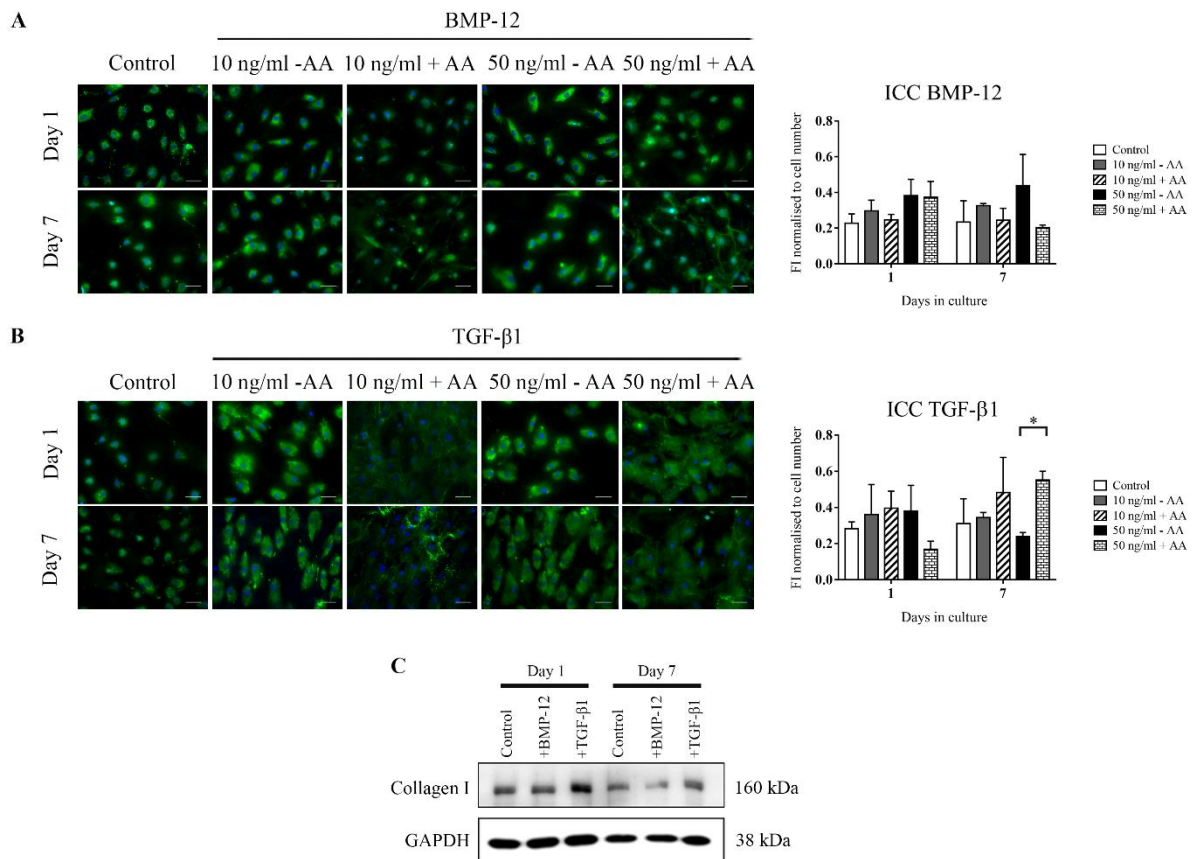 A
BMP-12
Control 10 ng/ml -AA 10 ng/ml + AA 50 ng/ml - AA 50 ng/ml + AA
Day 1
Day 7
ICC BMP-12
FI normalised to cell number
0.8
0.6
0.4
0.2
0.0
1 7
Days in culture
Control
10 ng/ml - AA
10 ng/ml + AA
50 ng/ml - AA
50 ng/ml + AA
B
TGF-β1
Control 10 ng/ml -AA 10 ng/ml + AA 50 ng/ml - AA 50 ng/ml + AA
Day 1
Day 7
ICC TGF-β1
FI normalised to cell number
0.8
0.6
0.4
0.2
0.0
*
1 7
Days in culture
Control
10 ng/ml - AA
10 ng/ml + AA
50 ng/ml - AA
50 ng/ml + AA
C
Day 1 Day 7
Control +BMP-12 +TGF-β1 Control +BMP-12 +TGF-β1
Collagen I 160 kDa
GAPDH 38 kDa